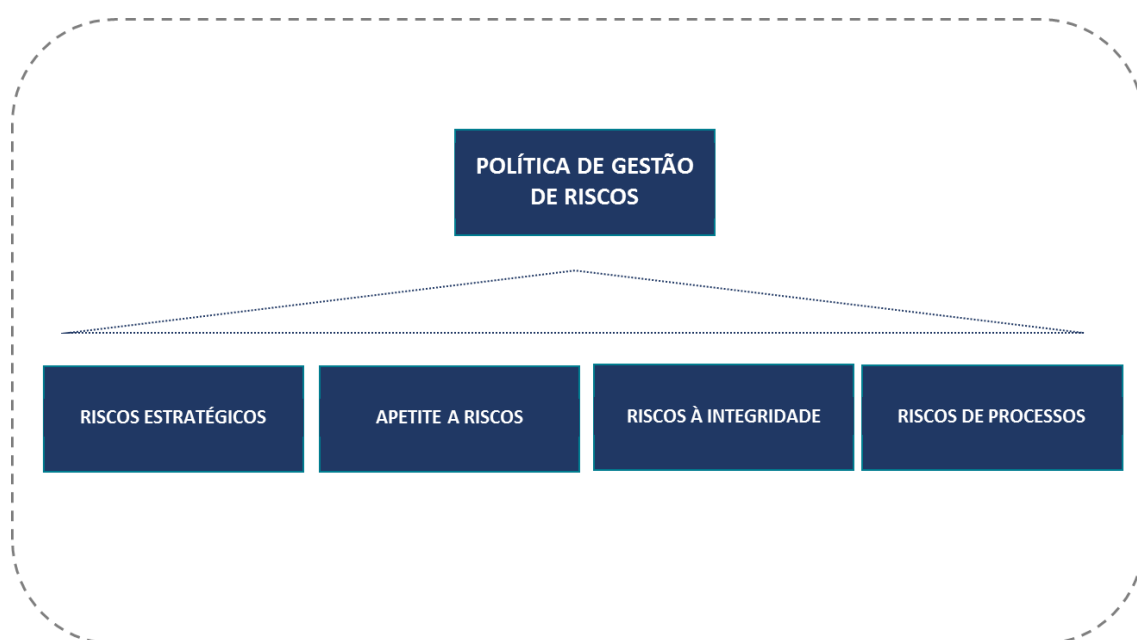 POLÍTICA DE GESTÃO
DE RISCOS
RISCOS ESTRATÉGICOS
APETITE A RISCOS
RISCOS À INTEGRIDADE
RISCOS DE PROCESSOS